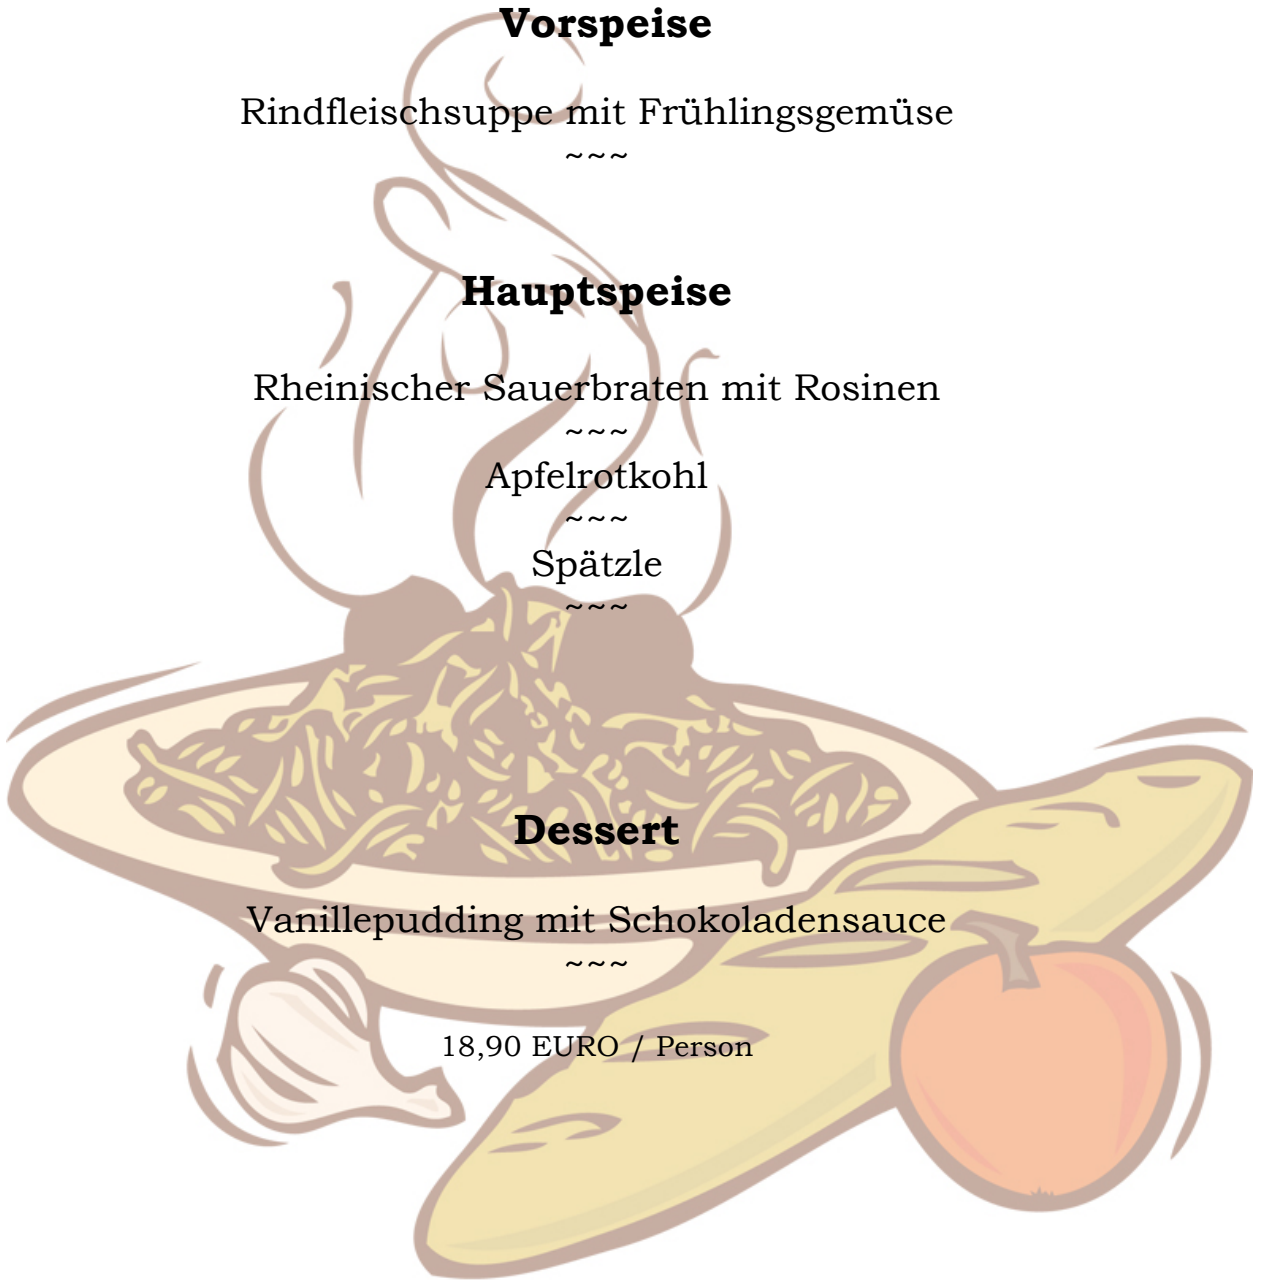 Vorspeise
Rindfleischsuppe mit Frühlingsgemüse
~~~
Hauptspeise
Rheinischer Sauerbraten mit Rosinen
~~~
Apfelrotkohl
~~~
Spätzle
~~~
Dessert
Vanillepudding mit Schokoladensauce
~~~
18,90 EURO / Person